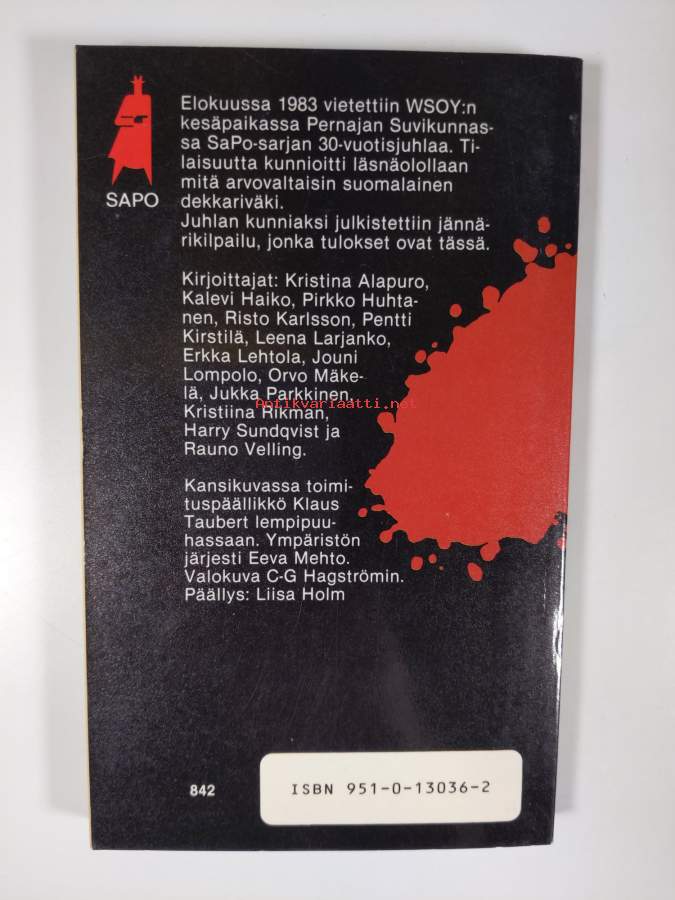 SAPO
Elokuussa 1983 vietettiin WSOY:n
kesäpaikassa Pernajan Suvikunnas-
sa SaPo-sarjan 30-vuotisjuhlaa. Ti-
laisuutta kunnioitti läsnäolollaan
mitä arvovaltaisin suomalainen
dekkariväki.
Juhlan kunniaksi julkistettiin jännä-
rikilpailu, jonka tulokset ovat tässä.
Kirjoittajat: Kristina Alapuro,
Kalevi Haiko, Pirkko Huhta-
nen, Risto Karlsson, Pentti
Kirstilä, Leena Larjanko,
Erkka Lehtola, Jouni
Lompolo, Orvo Mäke-
lä, Jukka Parkkinen,
Antikvariaatti.net
Kristiina Rikman,
Harry Sundqvist ja
Rauno Velling.
Kansikuvassa toimi-
tuspäällikkö Klaus
Taubert lempipuu-
hassaan. Ympäristön
järjesti Eeva Mehto.
Valokuva C-G Hagströmin.
Päällys: Liisa Holm
842
ISBN 951-0-13036-2